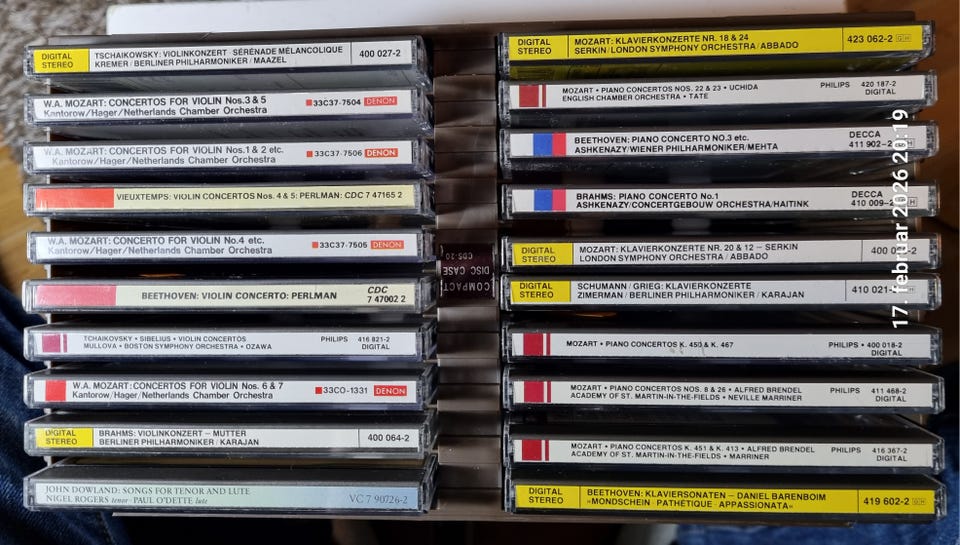 DIGITAL STEREO
TSCHAIKOWSKY: VIOLINKONZERT · SÉRÉNADE MÉLANCOLIQUE
KREMER / BERLINER PHILHARMONIKER / MAAZEL
400 027-2
W.A. MOZART: CONCERTOS FOR VIOLIN Nos.3 & 5
Kantorow/Hager/Netherlands Chamber Orchestra
33C37-7504 DENON
W.A. MOZART: CONCERTOS FOR VIOLIN Nos.1 & 2 etc.
Kantorow/Hager/Netherlands Chamber Orchestra
33C37-7506 DENON
VIEUXTEMPS: VIOLIN CONCERTOS Nos. 4 & 5: PERLMAN: CDC 7 47165 2
W.A. MOZART: CONCERTO FOR VIOLIN No.4 etc.
Kantorow/Hager/Netherlands Chamber Orchestra
33C37-7505 DENON
BEETHOVEN: VIOLIN CONCERTO: PERLMAN
CDC
7 47002 2
TCHAIKOVSKY • SIBELIUS • VIOLIN CONCERTOS
MULLOVA • BOSTON SYMPHONY ORCHESTRA • OZAWA
PHILIPS 416 821-2
DIGITAL
W.A. MOZART: CONCERTOS FOR VIOLIN Nos 6 & 7
Kantorow/Hager/Netherlands Chamber Orchestra
33CO-1331 DENON
DIGITAL STEREO
BRAHMS: VIOLINKONZERT – MUTTER
BERLINER PHILHARMONIKER / KARAJAN
400 064-2
JOHN DOWLAND: SONGS FOR TENOR AND LUTE
NIGEL ROGERS tenor · PAUL O'DETTE lute
VC 7 90726-2
COMPACT
DISC CASE
CDS-20
DIGITAL STEREO
MOZART: KLAVIERKONZERTE NR. 18 & 24
SERKIN / LONDON SYMPHONY ORCHESTRA / ABBADO
423 062-2 GH
MOZART • PIANO CONCERTOS NOS. 22 & 23 • UCHIDA
ENGLISH CHAMBER ORCHESTRA • TATE
PHILIPS 420 187-2
DIGITAL
BEETHOVEN: PIANO CONCERTO NO.3 etc.
ASHKENAZY/WIENER PHILHARMONIKER/MEHTA
DECCA
411 902-2
BRAHMS: PIANO CONCERTO No.1
ASHKENAZY/CONCERTGEBOUW ORCHESTRA/HAITINK
DECCA
410 009-2
DIGITAL STEREO
MOZART: KLAVIERKONZERTE NR. 20 & 12 – SERKIN
LONDON SYMPHONY ORCHESTRA / ABBADO
DIGITAL STEREO
SCHUMANN / GRIEG: KLAVIERKONZERTE
ZIMERMAN / BERLINER PHILHARMONIKER / KARAJAN
410 021-
MOZART • PIANO CONCERTOS K. 450 & K. 467
PHILIPS • 400 018-2
DIGITAL
MOZART • PIANO CONCERTOS NOS. 8 & 26 • ALFRED BRENDEL
ACADEMY OF ST. MARTIN-IN-THE-FIELDS • NEVILLE MARRINER
PHILIPS 411 468-2
DIGITAL
MOZART • PIANO CONCERTOS K. 451 & K. 413 • ALFRED BRENDEL
ACADEMY OF ST. MARTIN-IN-THE-FIELDS • MARRINER
PHILIPS 416 367-2
DIGITAL
DIGITAL STEREO
BEETHOVEN: KLAVIERSONATEN – DANIEL BARENBOIM
»MONDSCHEIN · PATHÉTIQUE · APPASSIONATA«
419 602-2 GH
17. februar 2026 20:19